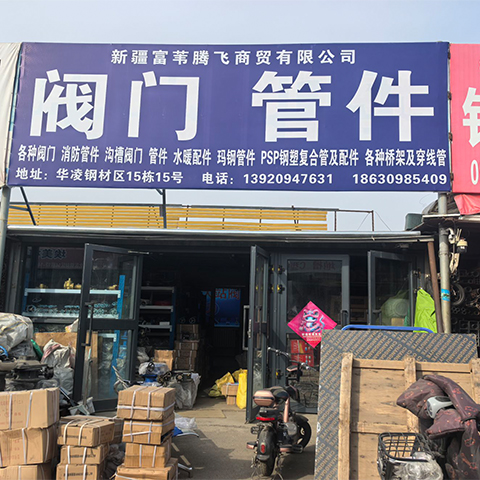 新疆富苇腾飞商贸有限公司
阀门 管件
各种阀门 消防管件 沟槽阀门 管件 水暖配件 玛钢管件 PSP钢塑复合管及配件 各种桥架及穿线管
地址: 华凌钢材区15栋15号 电话: 13920947631 18630985409